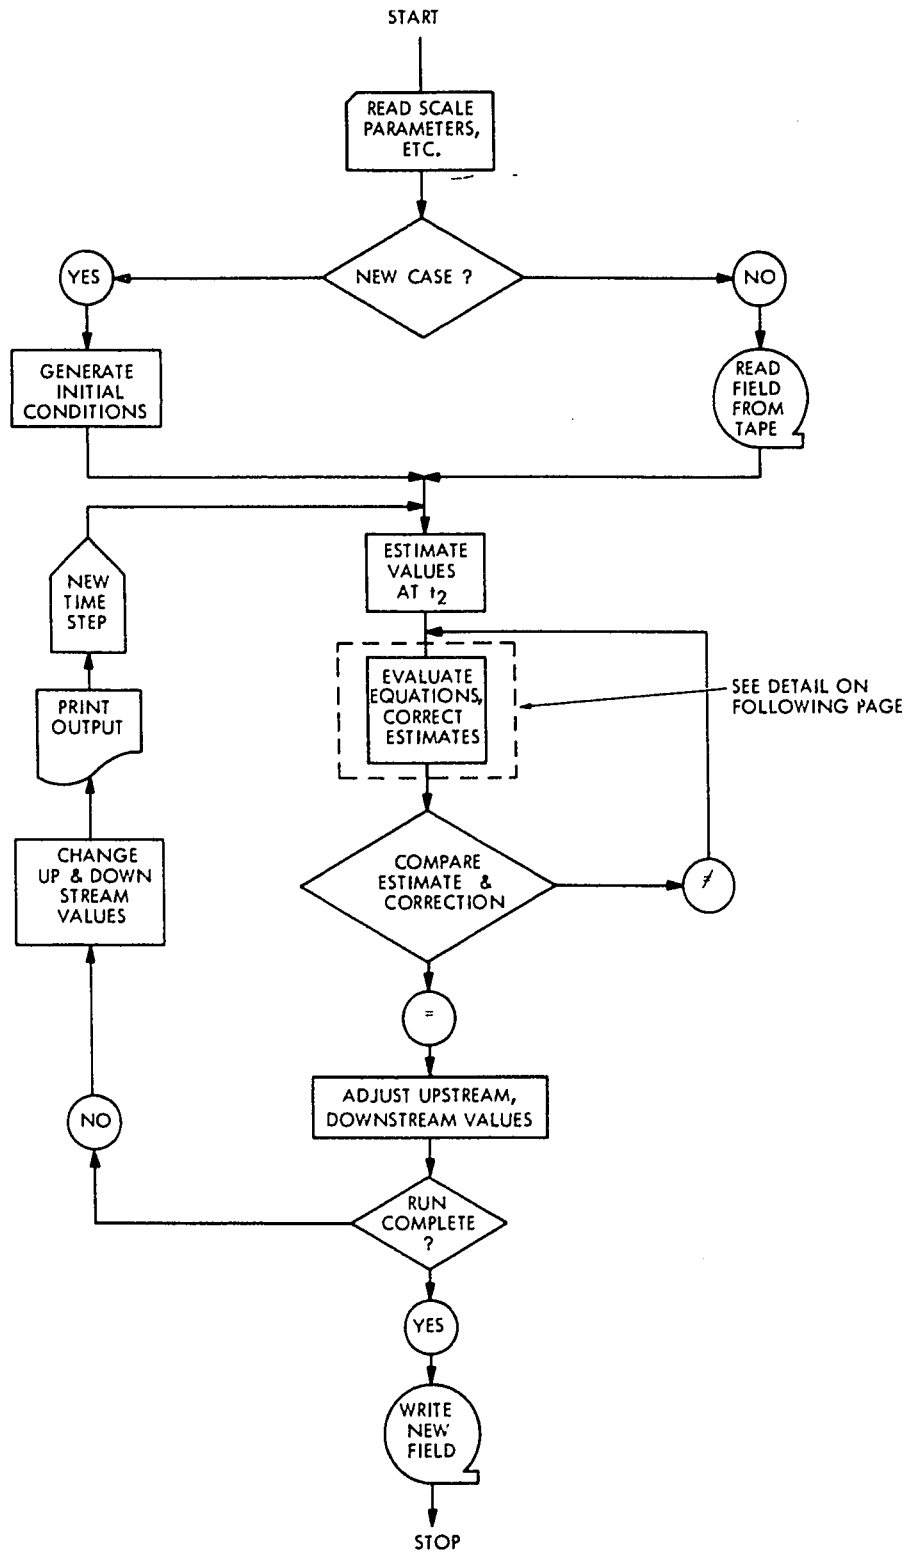 START
READ SCALE
PARAMETERS,
ETC.
NEW CASE ?
YES
NO
GENERATE
INITIAL
CONDITIONS
READ
FIELD
FROM
TAPE
ESTIMATE
VALUES
AT t2
NEW
TIME
STEP
EVALUATE
EQUATIONS,
CORRECT
ESTIMATES
SEE DETAIL ON
FOLLOWING PAGE
PRINT
OUTPUT
CHANGE
UP & DOWN
STREAM
VALUES
COMPARE
ESTIMATE &
CORRECTION
≠
=
ADJUST UPSTREAM,
DOWNSTREAM VALUES
NO
RUN
COMPLETE
?
YES
WRITE
NEW
FIELD
STOP